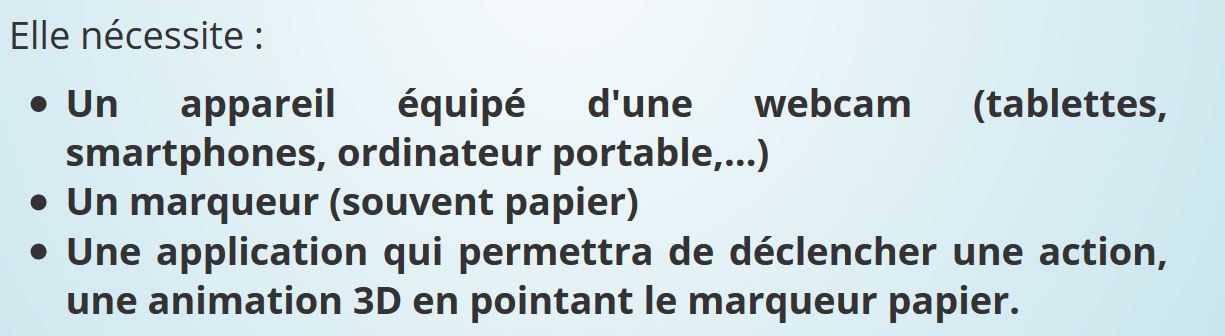 Elle nécessite :
• Un appareil équipé d'une webcam (tablettes,
smartphones, ordinateur portable,...)
• Un marqueur (souvent papier)
• Une application qui permettra de déclencher une action,
une animation 3D en pointant le marqueur papier.